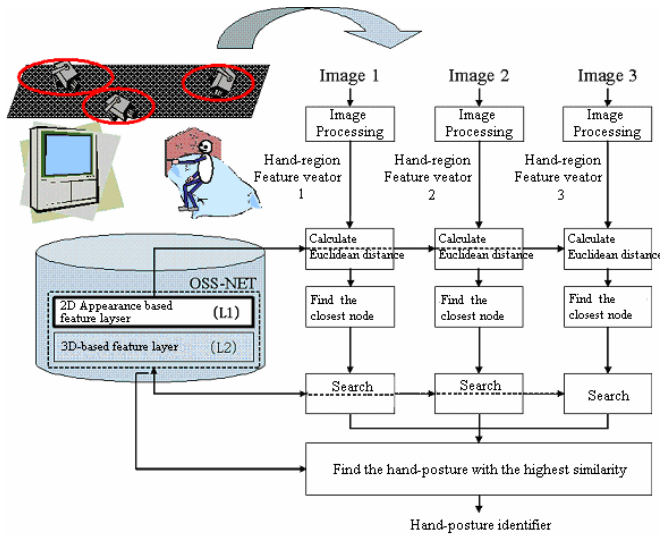 Image 1
Image 2
Image 3
Image
Processing
Image
Processing
Image
Processing
Hand-region
Feature veator
1
Hand-region
Feature veator
2
Hand-region
Feature veator
3
Calculate
Euclidean distance
Calculate
Euclidean distance
Calculate
Euclidean distance
OSS-NET
2D Appearance based
feature layser
(L1)
3D-based feature layer
(L2)
Find the
closest node
Find the
closest node
Find the
closest node
Search
Search
Search
Find the hand-posture with the highest similarity
Hand-posture identifier